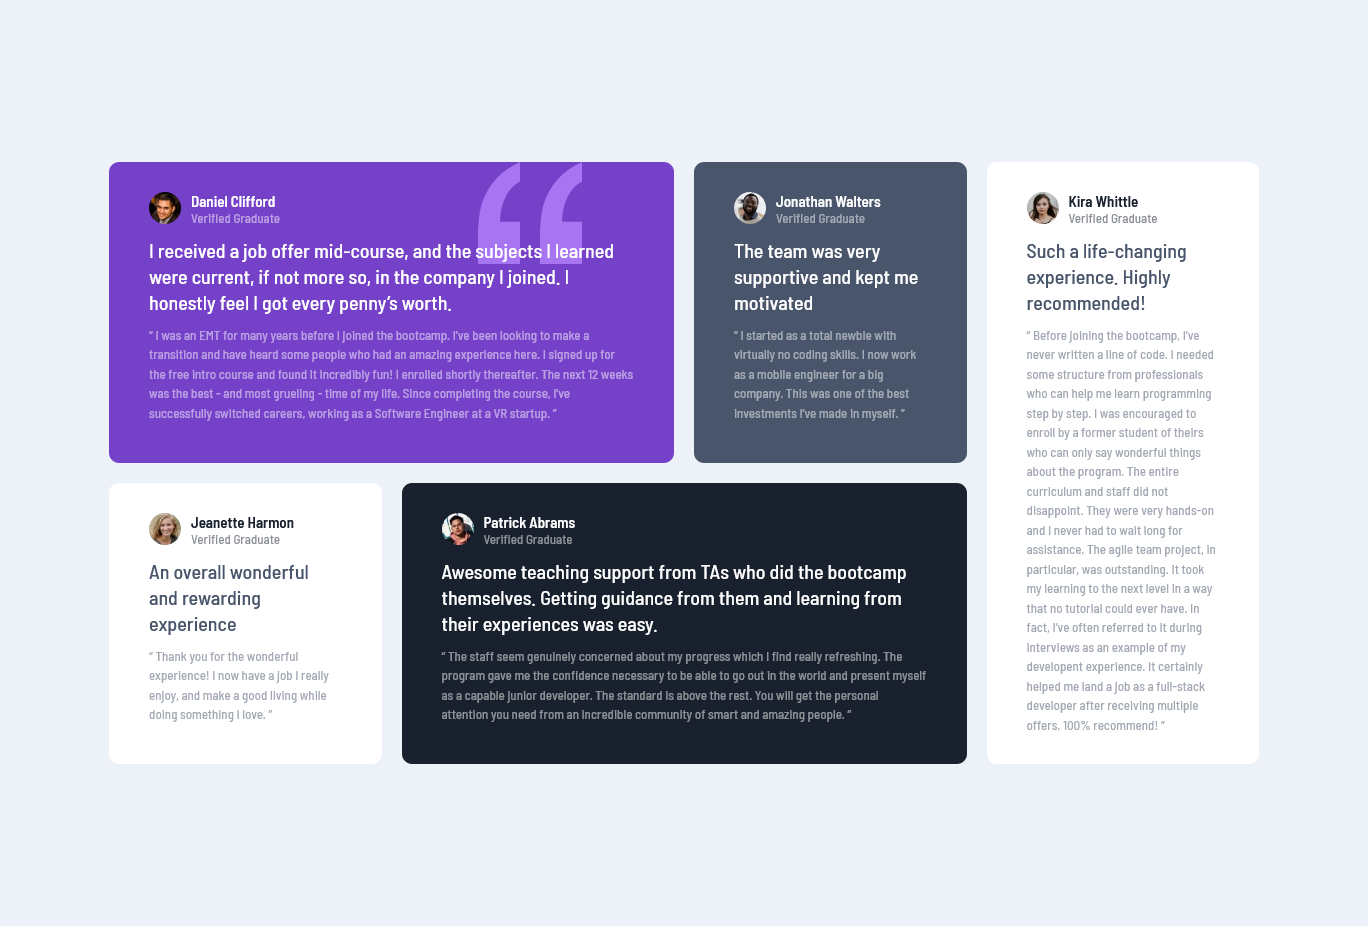 Daniel Clifford
Verified Graduate
I received a job offer mid-course, and the subjects I learned
were current, if not more so, in the company I joined. I
honestly feel I got every penny’s worth.
“ I was an EMT for many years before I joined the bootcamp. I’ve been looking to make a
transition and have heard some people who had an amazing experience here. I signed up for
the free intro course and found it incredibly fun! I enrolled shortly thereafter. The next 12 weeks
was the best - and most grueling - time of my life. Since completing the course, I’ve
successfully switched careers, working as a Software Engineer at a VR startup. ”
Jonathan Walters
Verified Graduate
The team was very
supportive and kept me
motivated
“ I started as a total newbie with
virtually no coding skills. I now work
as a mobile engineer for a big
company. This was one of the best
investments I’ve made in myself. ”
Kira Whittle
Verified Graduate
Such a life-changing
experience. Highly
recommended!
“ Before joining the bootcamp, I’ve
never written a line of code. I needed
some structure from professionals
who can help me learn programming
step by step. I was encouraged to
enroll by a former student of theirs
who can only say wonderful things
about the program. The entire
curriculum and staff did not
disappoint. They were very hands-on
and I never had to wait long for
assistance. The agile team project, in
particular, was outstanding. It took
my learning to the next level in a way
that no tutorial could ever have. In
fact, I’ve often referred to it during
interviews as an example of my
developent experience. It certainly
helped me land a job as a full-stack
developer after receiving multiple
offers. 100% recommend! ”
Jeanette Harmon
Verified Graduate
An overall wonderful
and rewarding
experience
“ Thank you for the wonderful
experience! I now have a job I really
enjoy, and make a good living while
doing something I love. ”
Patrick Abrams
Verified Graduate
Awesome teaching support from TAs who did the bootcamp
themselves. Getting guidance from them and learning from
their experiences was easy.
“ The staff seem genuinely concerned about my progress which I find really refreshing. The
program gave me the confidence necessary to be able to go out in the world and present myself
as a capable junior developer. The standard is above the rest. You will get the personal
attention you need from an incredible community of smart and amazing people. ”